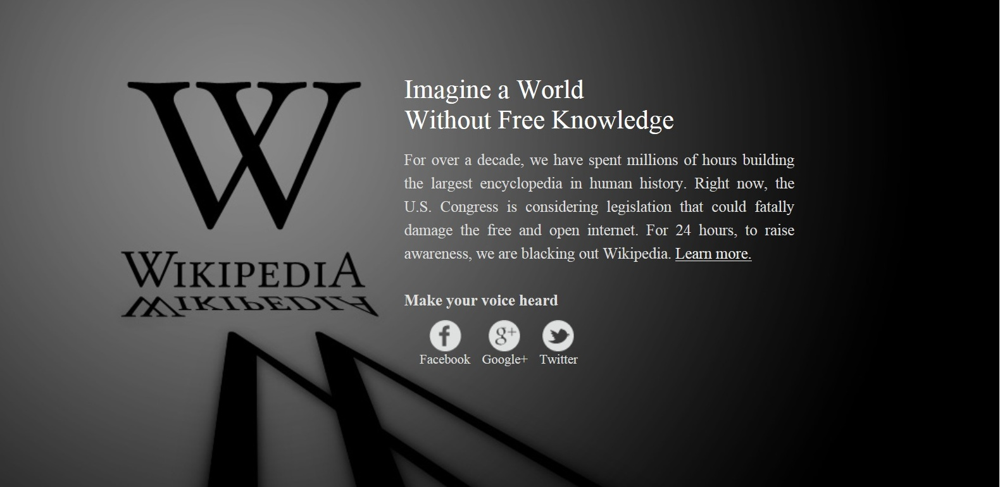 W
WIKIPEDIA
Imagine a World
Without Free Knowledge
For over a decade, we have spent millions of hours building
the largest encyclopedia in human history. Right now, the
U.S. Congress is considering legislation that could fatally
damage the free and open internet. For 24 hours, to raise
awareness, we are blacking out Wikipedia. Learn more.
Make your voice heard
Facebook Google+ Twitter